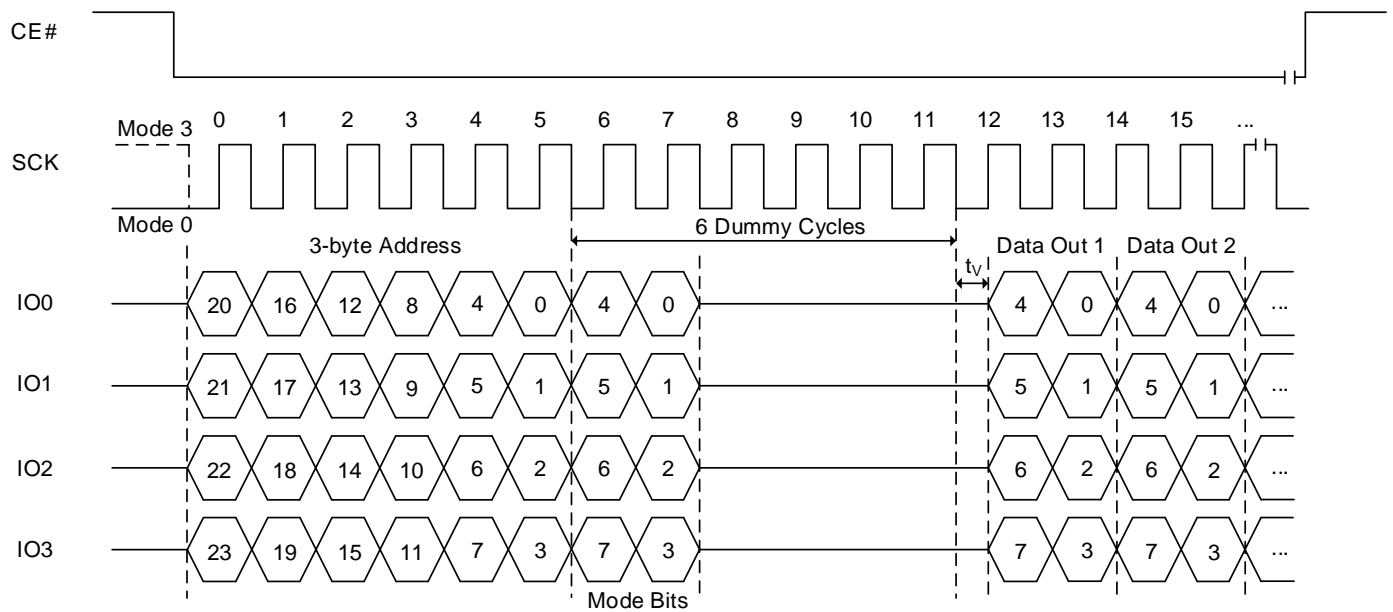 CE#
Mode 3 0 1 2 3 4 5 6 7 8 9 10 11 12 13 14 15 ...
SCK
Mode 0
6 Dummy Cycles
3-byte Address Data Out 1 Data Out 2
tV
IO0 20 16 12 8 4 0 4 0 4 0 4 0 ...
IO1 21 17 13 9 5 1 5 1 5 1 5 1 ...
IO2 22 18 14 10 6 2 6 2 6 2 6 2 ...
IO3 23 19 15 11 7 3 7 3 7 3 7 3 ...
Mode Bits